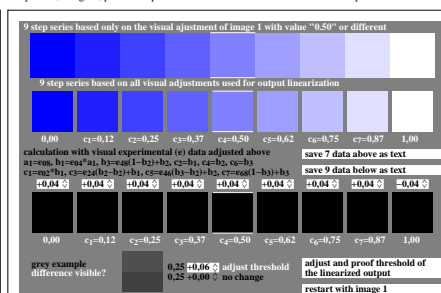 9 step series based only on the visual ajustment of image 1 with value "0.50" or different
9 step series based on all visual adjustments used for output linearization
0,00 c₁=0,12 c₂=0,25 c₃=0,37 c₄=0,50 c₅=0,62 c₆=0,75 c₇=0,87 1,00
calculation with visual experimental (e) data adjusted above
a1=e08, b1=e04*a1, b3=e48(1−b2)+b2, c2=b1, c4=b2, c6=b3
c1=e02*b1, c3=e24(b2−b1)+b2, c5=e46(b3−b2)+b2, c7=e68(1−b3)+b3
save 7 data above as text
save 9 data below as text
+0,04 +0,04 +0,04 +0,04 +0,04 +0,04 +0,04 +0,04 −0,04
0,00 c₁=0,12 c₂=0,25 c₃=0,37 c₄=0,50 c₅=0,62 c₆=0,75 c₇=0,87 1,00
grey example
difference visible?
0,25 +0,06 adjust threshold
0,25 +0,00 no change
adjust and proof threshold of
the linearized output
restart with image 1